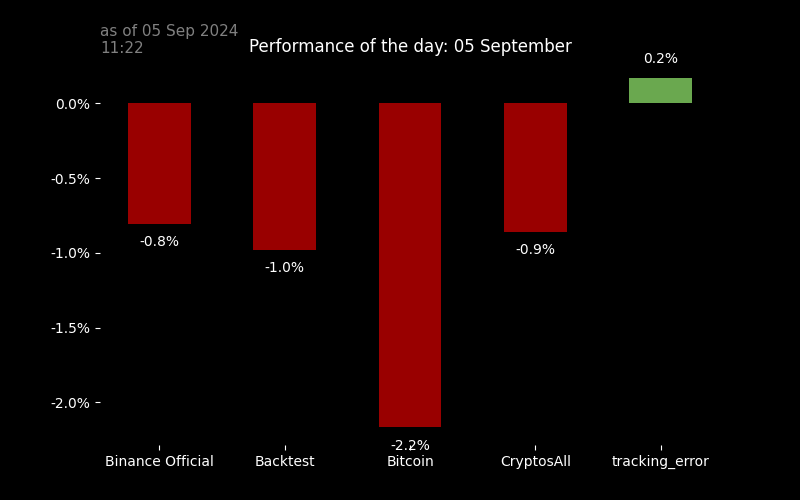 as of 05 Sep 2024
11:22
Performance of the day: 05 September
0.2%
0.0%
-0.5%
-0.8%
-1.0%
-0.9%
-1.0%
-1.5%
-2.0%
-2.2%
Binance Official
Backtest
Bitcoin
CryptosAll
tracking_error